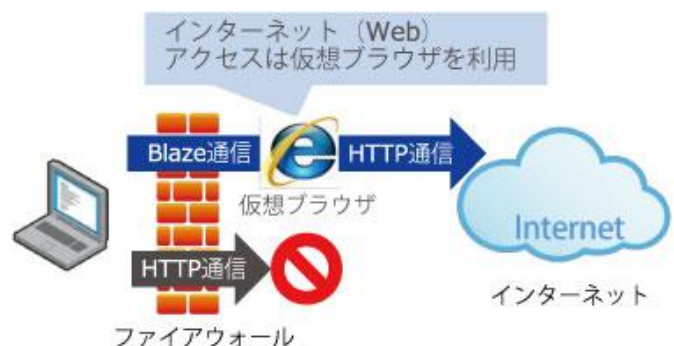 インターネット（Web）
アクセスは仮想ブラウザを利用
Blaze通信
HTTP通信
仮想ブラウザ
Internet
HTTP通信
インターネット
ファイアウォール